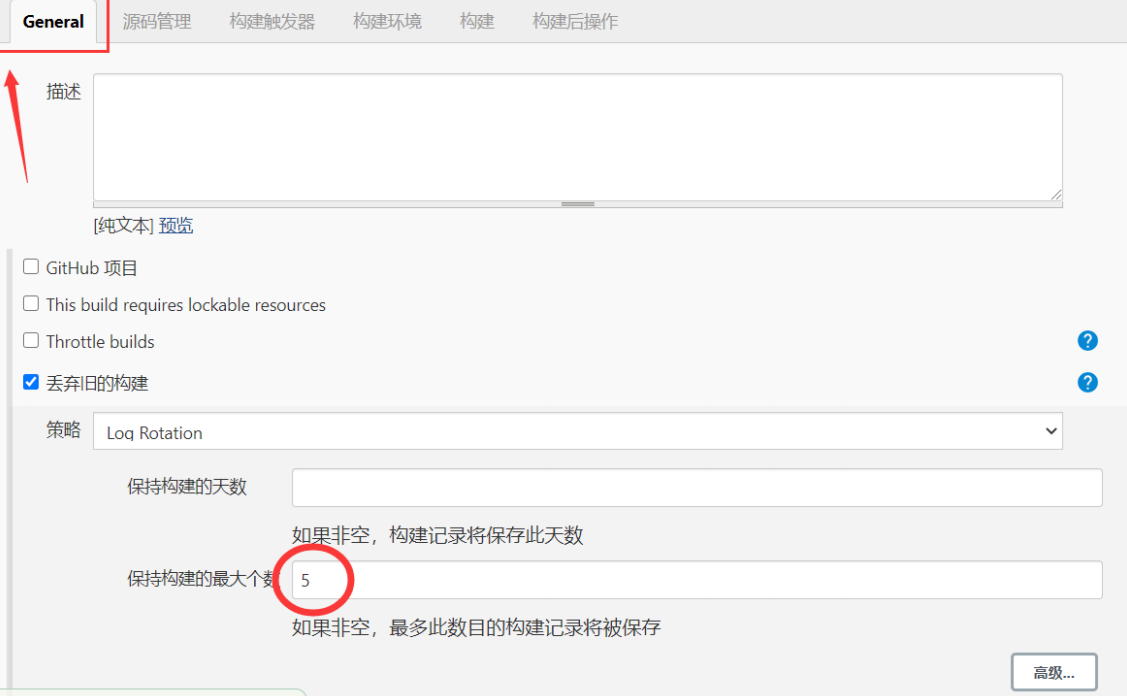 General 源码管理 构建触发器 构建环境 构建 构建后操作
描述
[纯文本] 预览
GitHub 项目
This build requires lockable resources
Throttle builds ?
丢弃旧的构建 ?
策略 Log Rotation
保持构建的天数
如果非空，构建记录将保存此天数
保持构建的最大个数 5
如果非空，最多此数目的构建记录将被保存
高级...